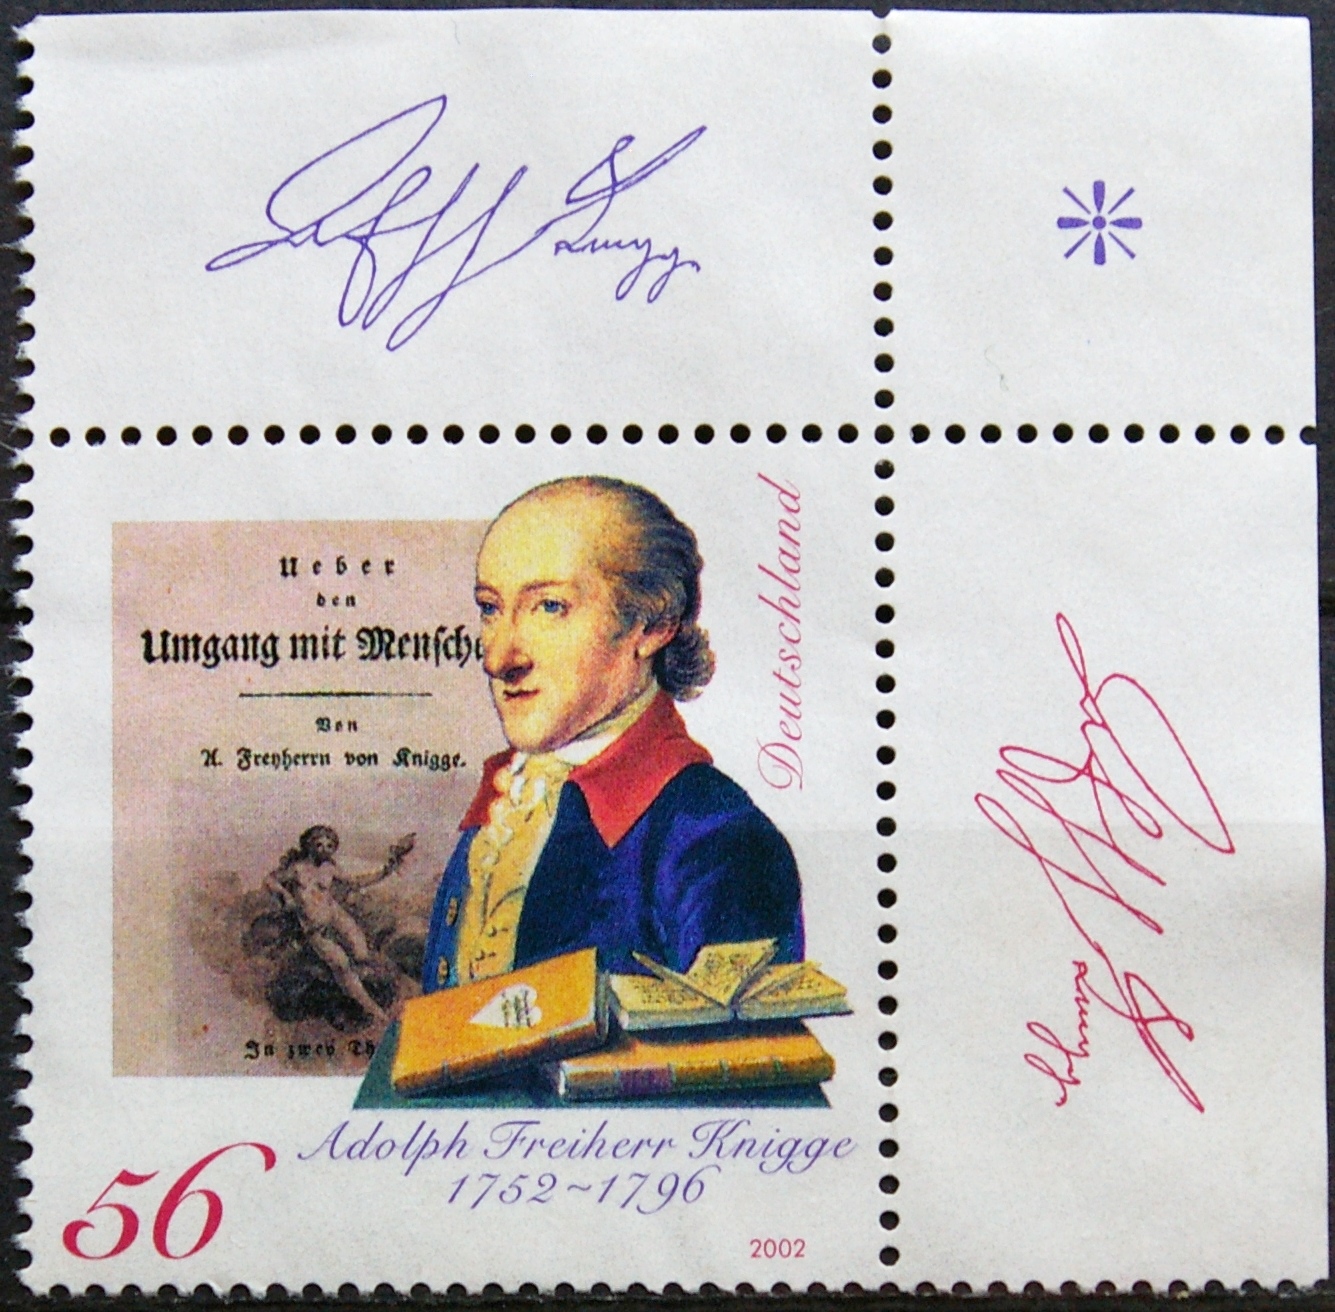 Ueber
den
Umgang mit Mensche
Von
A. Freyherrn von Knigge.
In zwey Th
Deutschland
Adolph Freiherr Knigge
1752~1796
56
2002